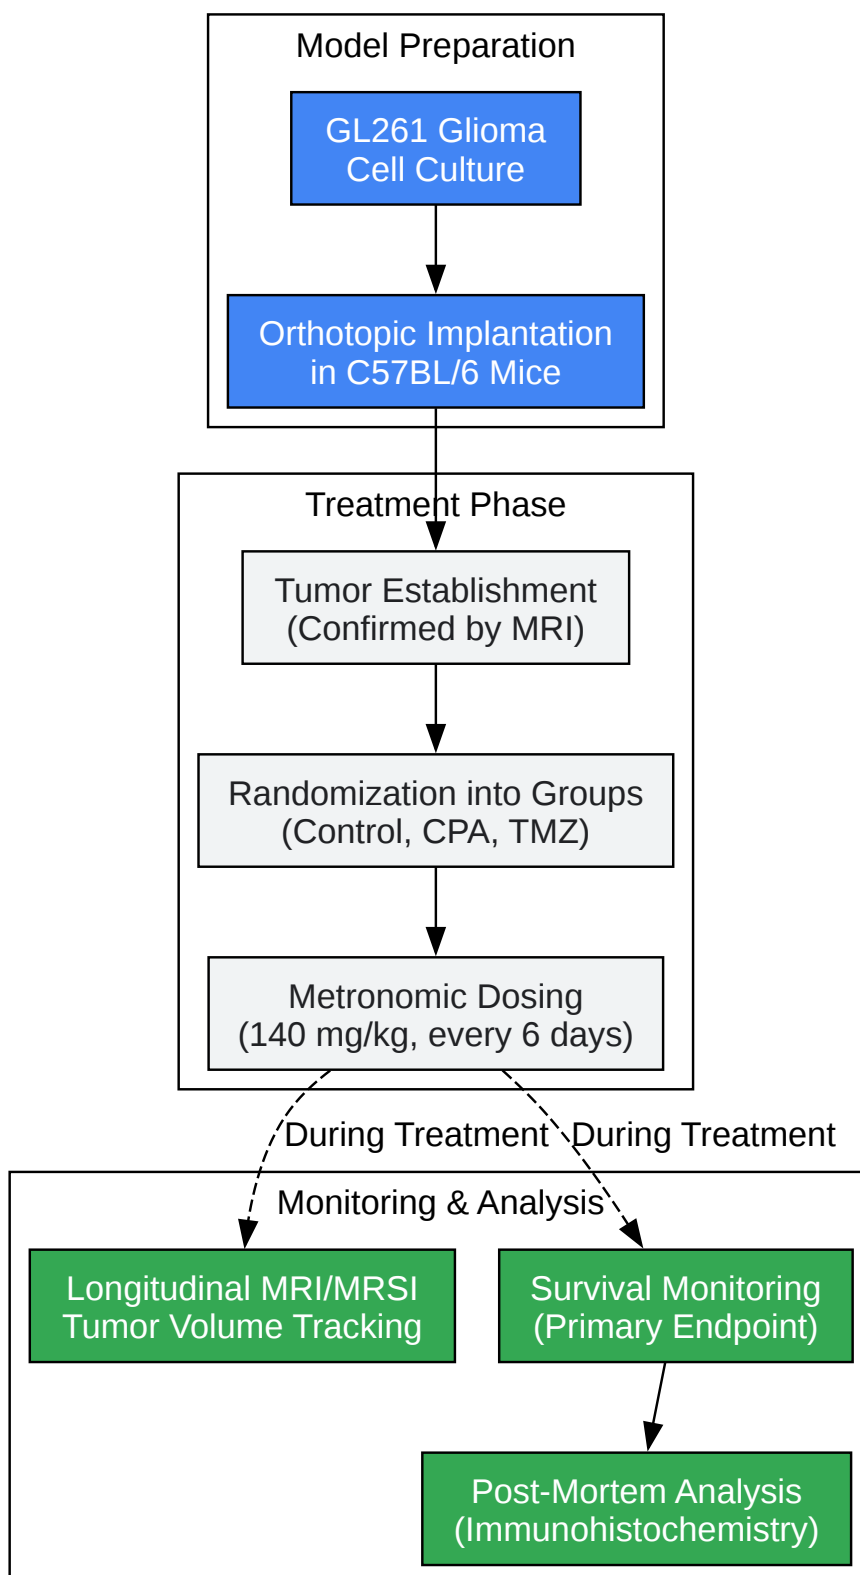 Model Preparation
GL261 Glioma
Cell Culture
Orthotopic Implantation
in C57BL/6 Mice
Treatment Phase
Tumor Establishment
(Confirmed by MRI)
Randomization into Groups
(Control, CPA, TMZ)
Metronomic Dosing
(140 mg/kg, every 6 days)
During Treatment
During Treatment
Monitoring & Analysis
Longitudinal MRI/MRSI
Tumor Volume Tracking
Survival Monitoring
(Primary Endpoint)
Post-Mortem Analysis
(Immunohistochemistry)